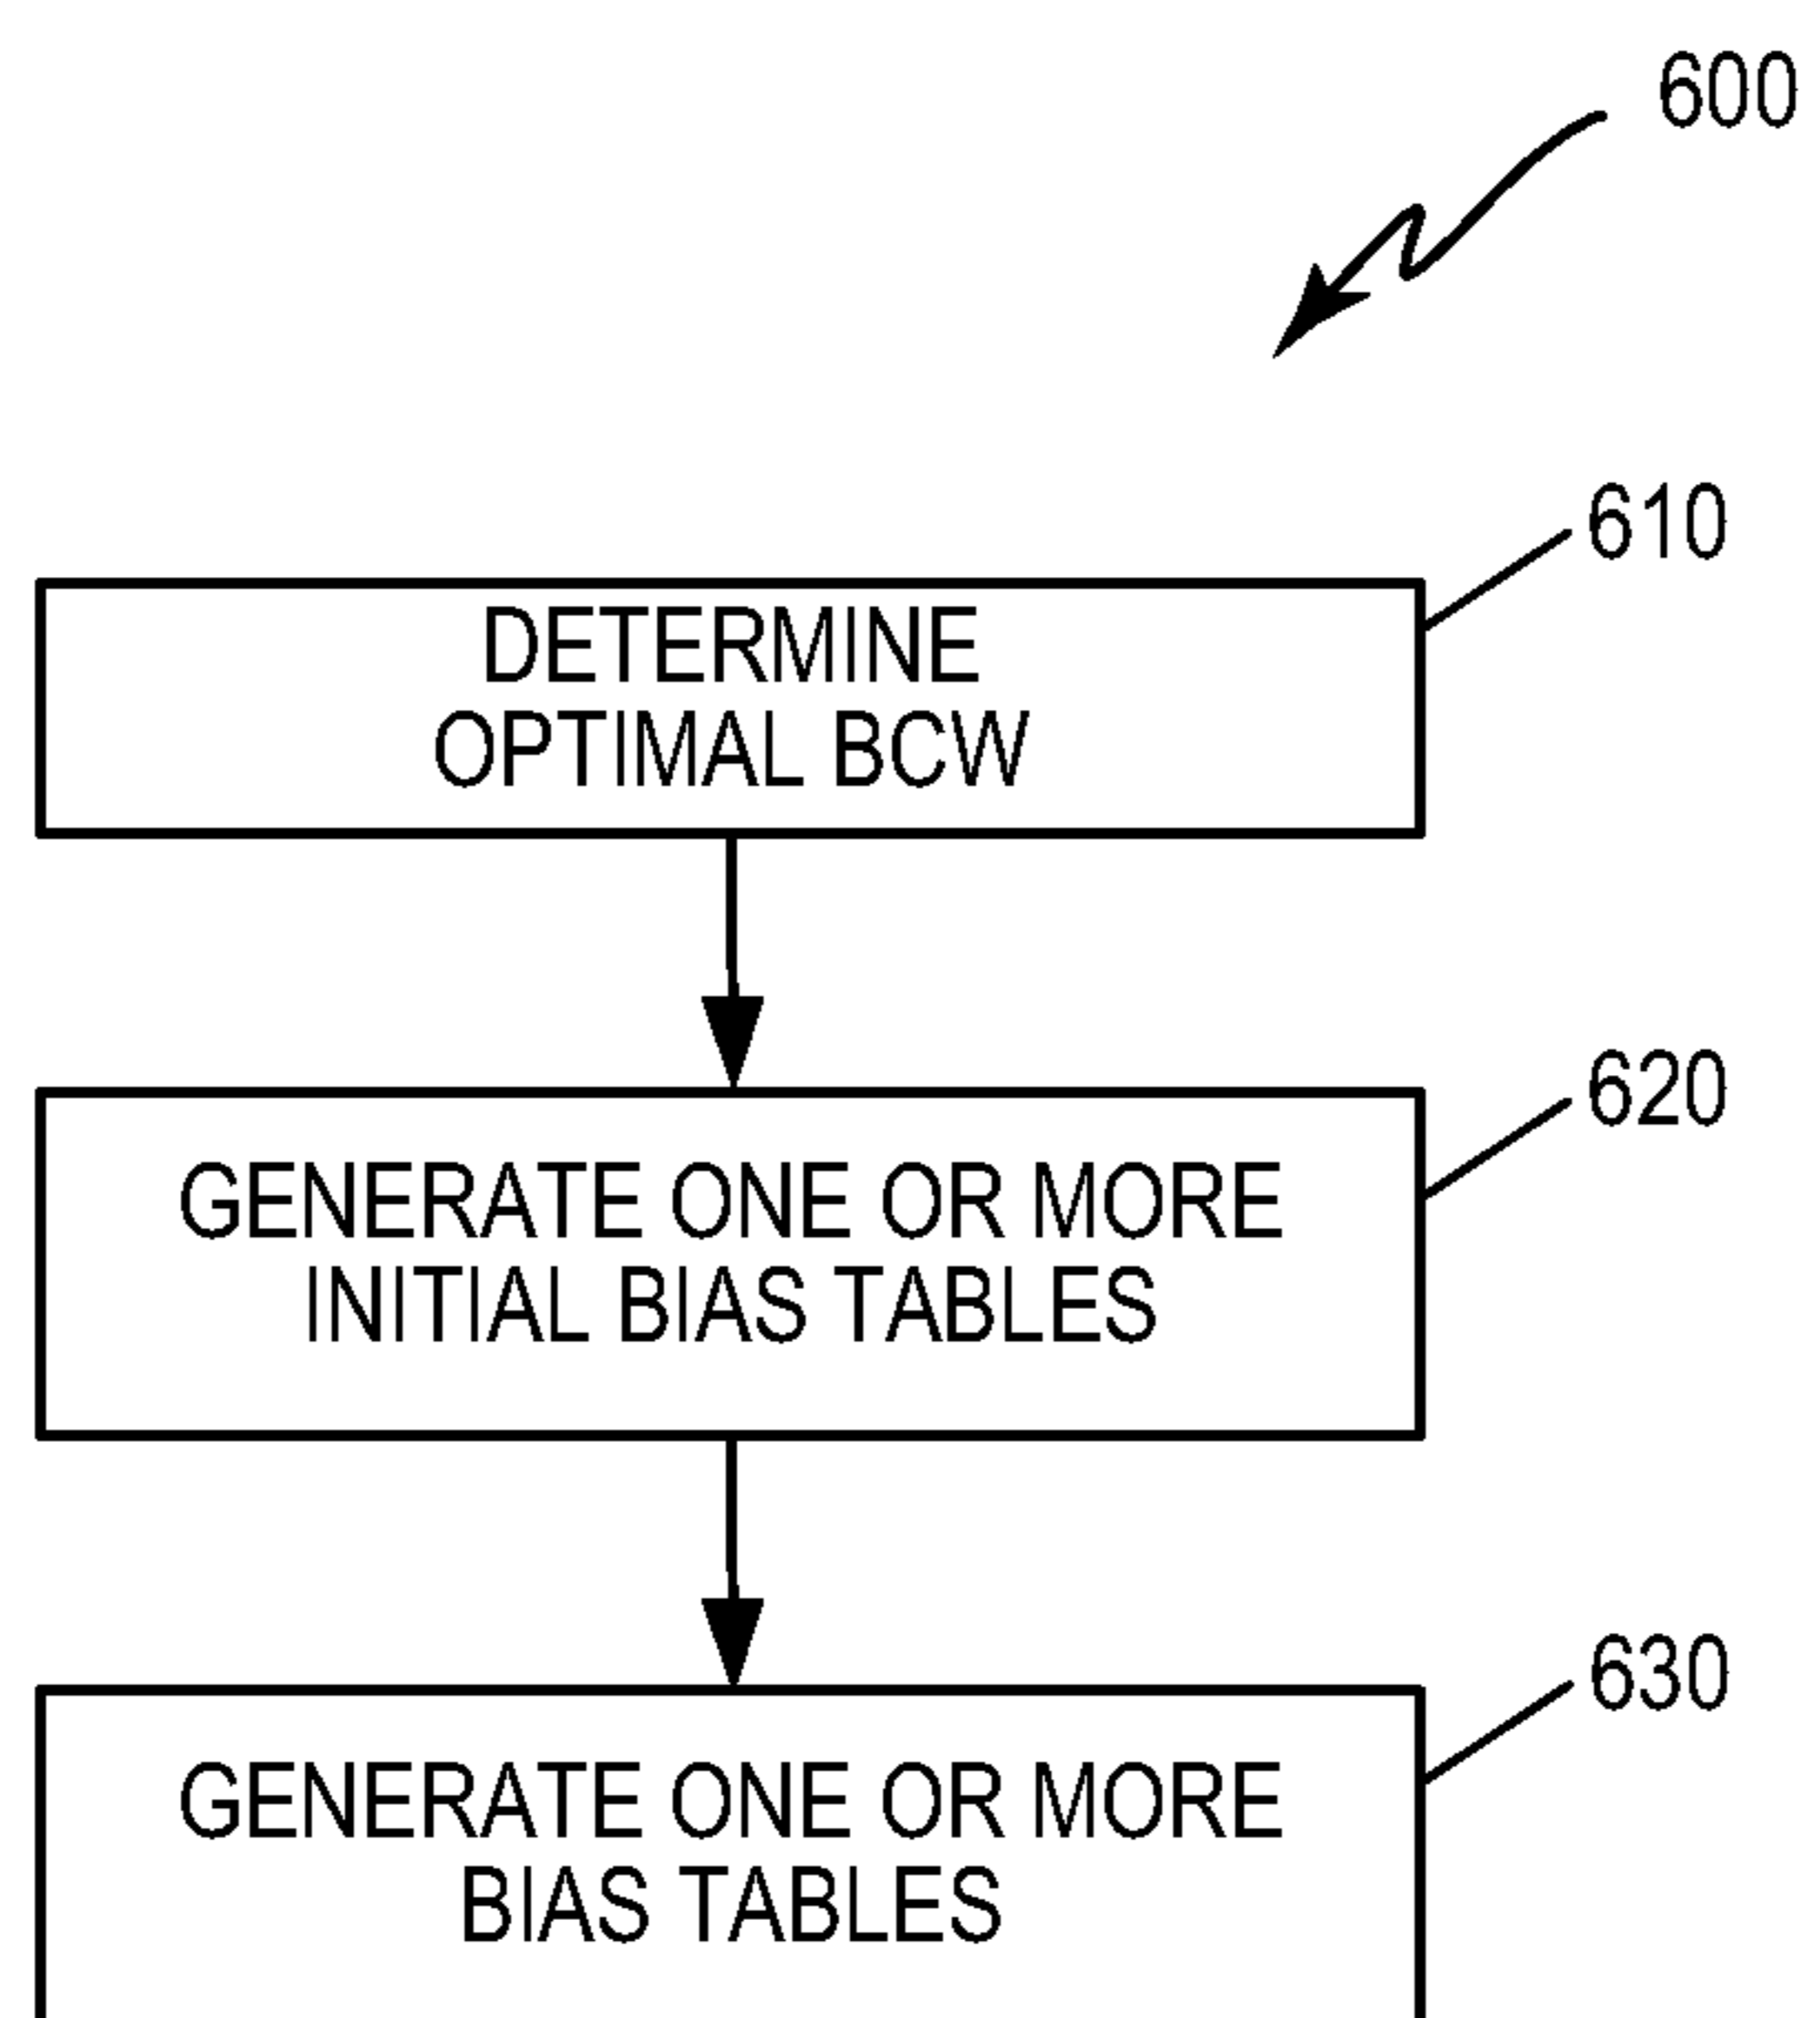 600
610
DETERMINE
OPTIMAL BCW
620
GENERATE ONE OR MORE
INITIAL BIAS TABLES
630
GENERATE ONE OR MORE
BIAS TABLES